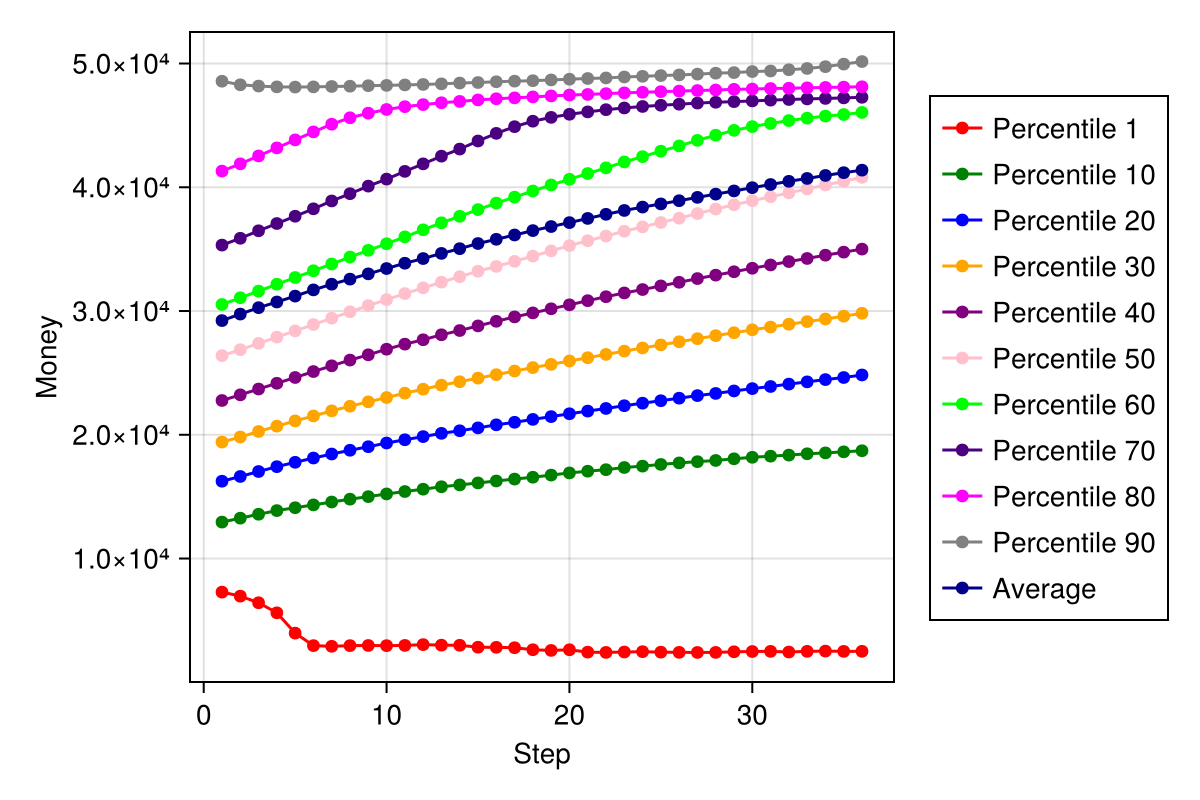 5.0×10⁴
4.0×10⁴
3.0×10⁴
2.0×10⁴
1.0×10⁴
Money
0 10 20 30
Step
Percentile 1
Percentile 10
Percentile 20
Percentile 30
Percentile 40
Percentile 50
Percentile 60
Percentile 70
Percentile 80
Percentile 90
Average